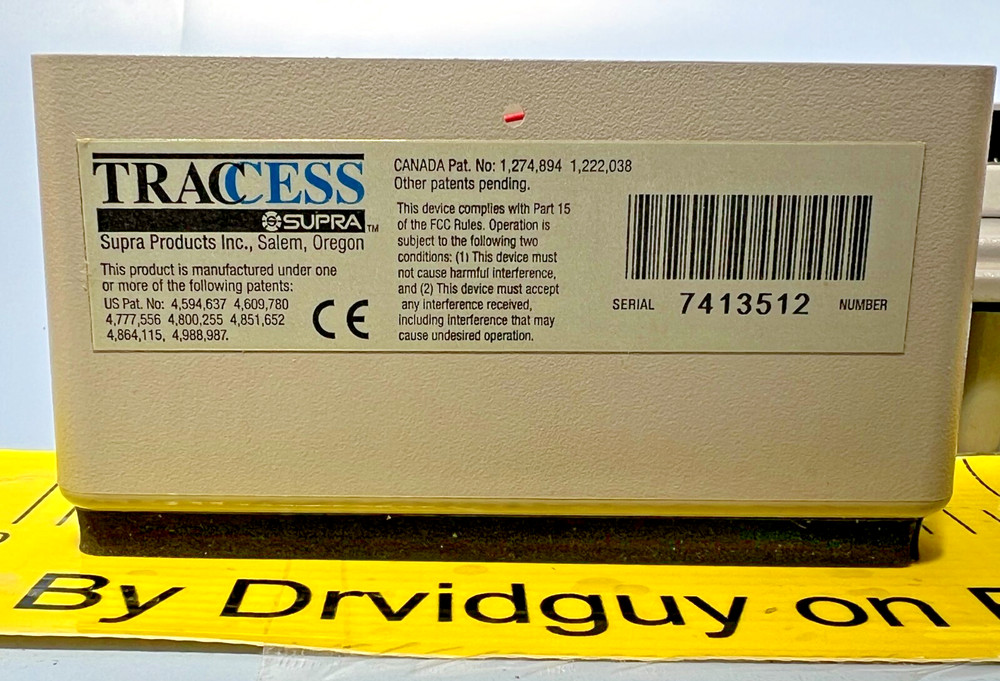 TRACCESS
SUPRA™
Supra Products Inc., Salem, Oregon
This product is manufactured under one
or more of the following patents:
US Pat. No: 4,594,637 4,609,780
4,777,556 4,800,255 4,851,652
4,864,115, 4,988,987.
CE
CANADA Pat. No: 1,274,894 1,222,038
Other patents pending.
This device complies with Part 15
of the FCC Rules. Operation is
subject to the following two
conditions: (1) This device must
not cause harmful interference,
and (2) This device must accept
any interference received,
including interference that may
cause undesired operation.
SERIAL 7413512 NUMBER
By Drvidguy on